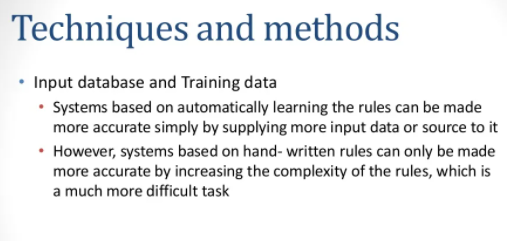 Techniques and methods
• Input database and Training data
• Systems based on automatically learning the rules can be made
more accurate simply by supplying more input data or source to it
• However, systems based on hand- written rules can only be made
more accurate by increasing the complexity of the rules, which is
a much more difficult task